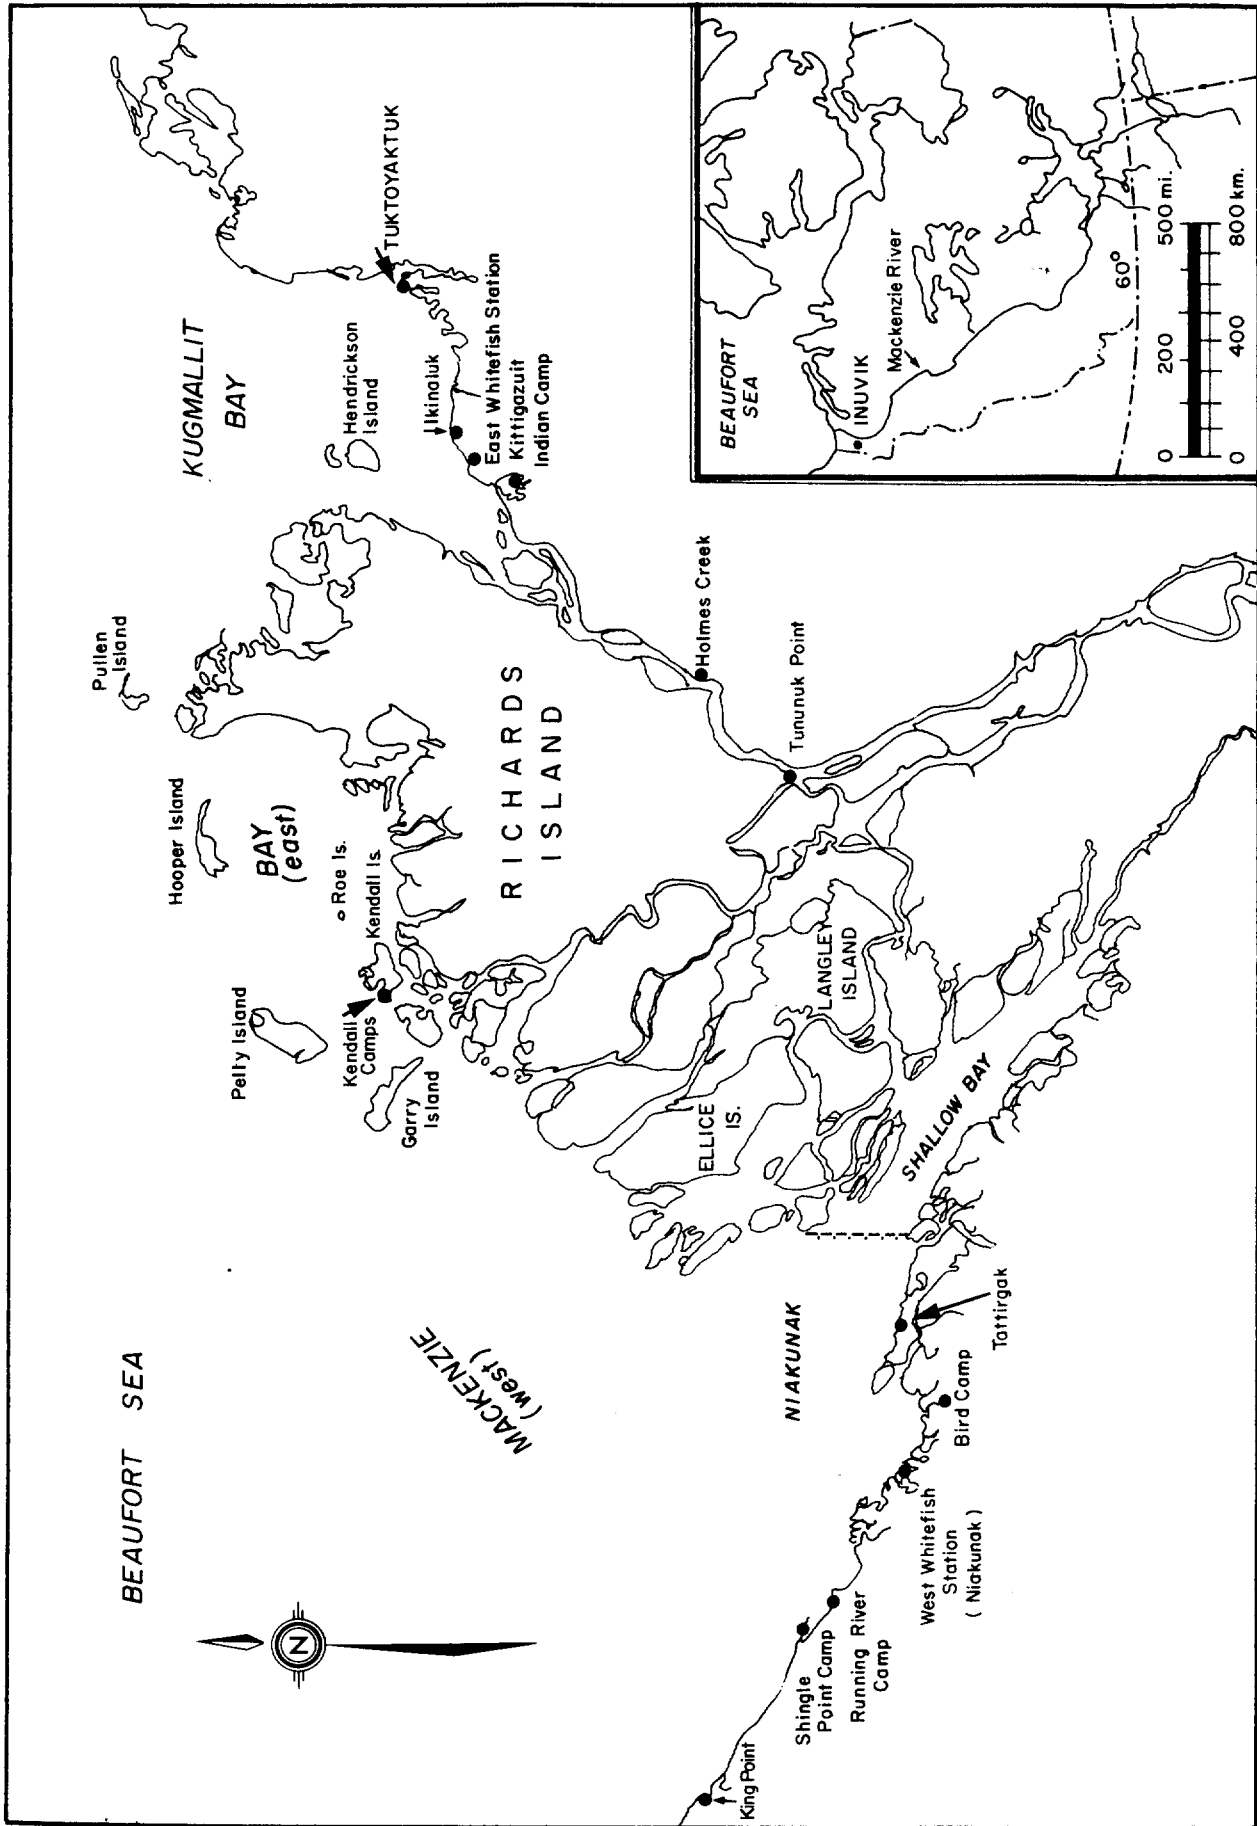 BEAUFORT SEA
KUGMALLIT
BAY
Pullen
Island
Hooper Island
Pelly Island
BAY
(east)
Hendrickson
Island
TUKTOYAKTUK
Rae Is.
Kendall Is.
Kendall
Camps
Garry
Island
Ilkinaluk
East Whitefish Station
Kittigazuit
Indian Camp
RICHARDS
ISLAND
MACKENZIE
(west)
N
Holmes Creek
Tununuk Point
ELLICE
IS.
LANGLEY
ISLAND
SHALLOW BAY
NIAKUNAK
Tattirgak
Bird Camp
West Whitefish
Station
( Niakunak )
Running River
Camp
Shingle
Point Camp
King Point
BEAUFORT
SEA
INUVIK
Mackenzie River
60°
0 200 500 mi.
0 400 800 km.